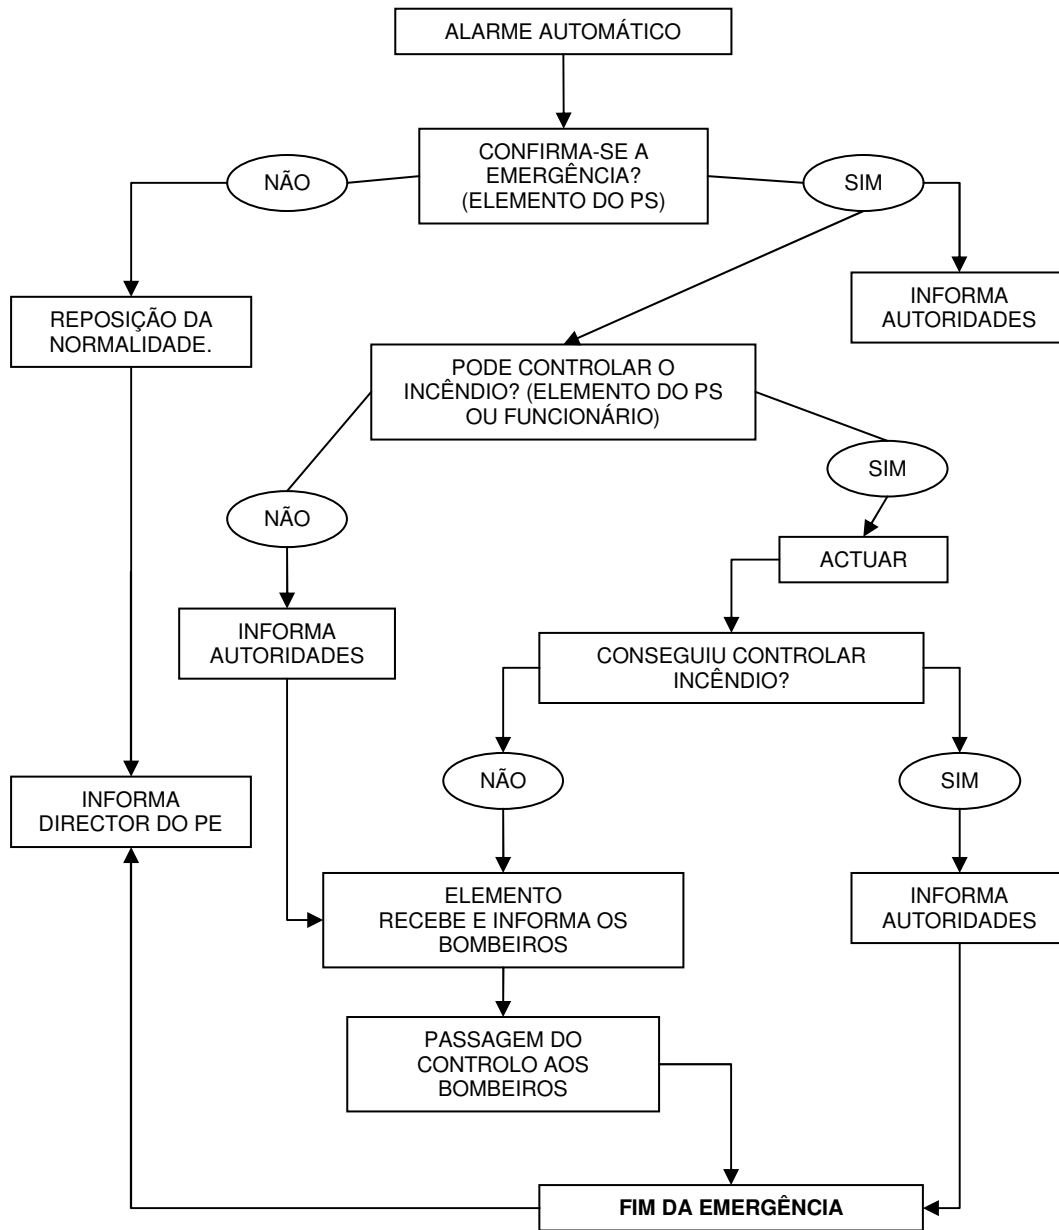 ALARME AUTOMÁTICO
CONFIRMA-SE A
EMERGÊNCIA?
(ELEMENTO DO PS)
NÃO
SIM
REPOSIÇÃO DA
NORMALIDADE.
INFORMA
AUTORIDADES
PODE CONTROLAR O
INCÊNDIO? (ELEMENTO DO PS
OU FUNCIONÁRIO)
SIM
NÃO
ACTUAR
INFORMA
AUTORIDADES
CONSEGUIU CONTROLAR
INCÊNDIO?
NÃO
SIM
INFORMA
DIRECTOR DO PE
ELEMENTO
RECEBE E INFORMA OS
BOMBEIROS
INFORMA
AUTORIDADES
PASSAGEM DO
CONTROLO AOS
BOMBEIROS
FIM DA EMERGÊNCIA